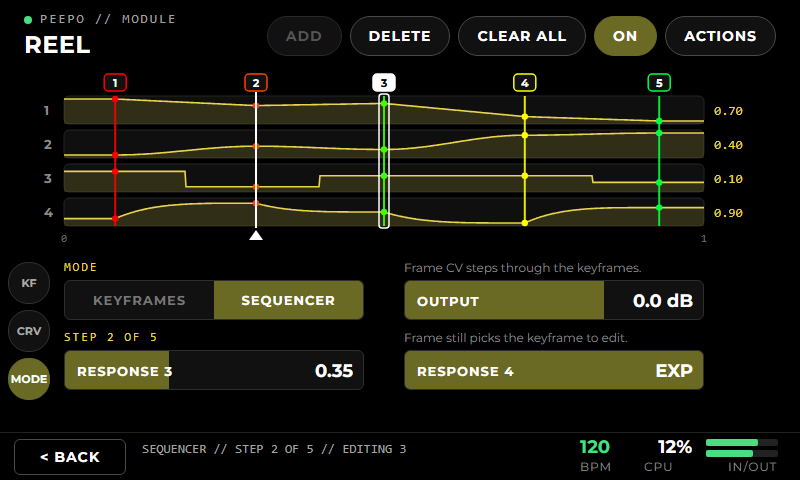 PEEPO // MODULE
REEL
ADD
DELETE
CLEAR ALL
ON
ACTIONS
1 2 3 4 5
1 0.70
2 0.40
3 0.10
4 0.90
0 1
KF
CRV
MODE
MODE
KEYFRAMES
SEQUENCER
Frame CV steps through the keyframes.
OUTPUT 0.0 dB
STEP 2 OF 5
RESPONSE 3 0.35
Frame still picks the keyframe to edit.
RESPONSE 4 EXP
< BACK
SEQUENCER // STEP 2 OF 5 // EDITING 3
120
BPM
12%
CPU
IN/OUT